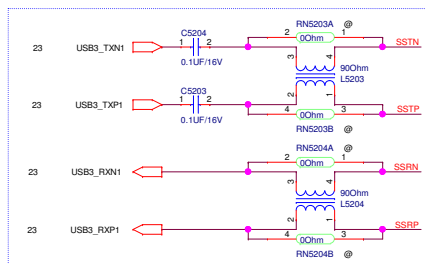 RN5203A @
C5204
2 0Ohm 1
SSTN
23 USB3_TXN1 1 2
0.1UF/16V
3 4
90Ohm
L5203
C5203
2 1
23 USB3_TXP1 1 2
SSTP
0.1UF/16V
4 0Ohm 3
RN5203B @
RN5204A @
2 0Ohm 1
23 USB3_RXN1
SSRN
3 4
90Ohm
L5204
2 1
23 USB3_RXP1
SSRP
4 0Ohm 3
RN5204B @